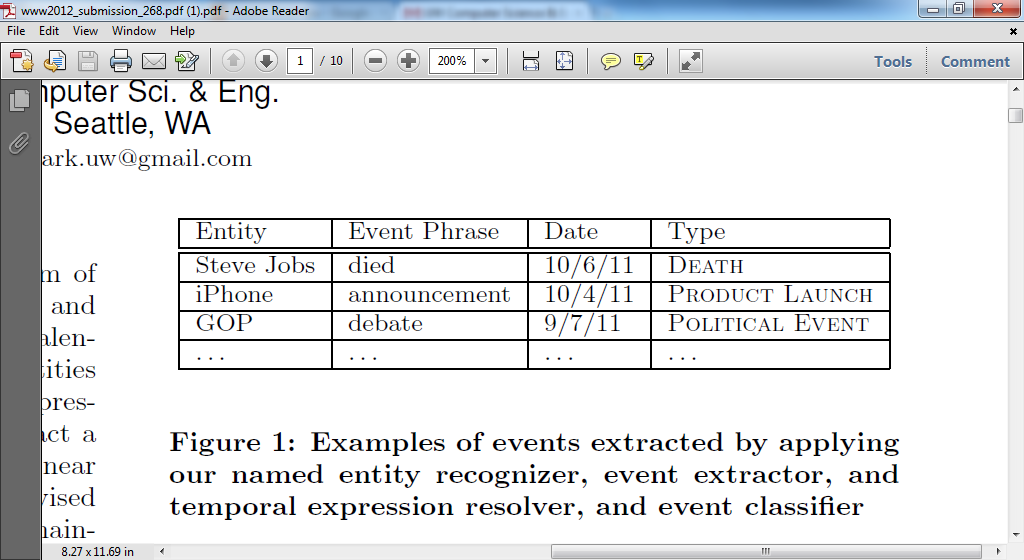 www2012_submission_268.pdf (1).pdf - Adobe Reader
File Edit View Window Help
1 / 10 200% Tools Comment
mputer Sci. & Eng.
Seattle, WA
ark.uw@gmail.com
Entity Event Phrase Date Type
Steve Jobs died 10/6/11 DEATH
iPhone announcement 10/4/11 PRODUCT LAUNCH
GOP debate 9/7/11 POLITICAL EVENT
... ... ... ...
m of
and
alen-
tities
pres-
act a
near
vised
main-
Figure 1: Examples of events extracted by applying
our named entity recognizer, event extractor, and
temporal expression resolver, and event classifier
8.27 x 11.69 in